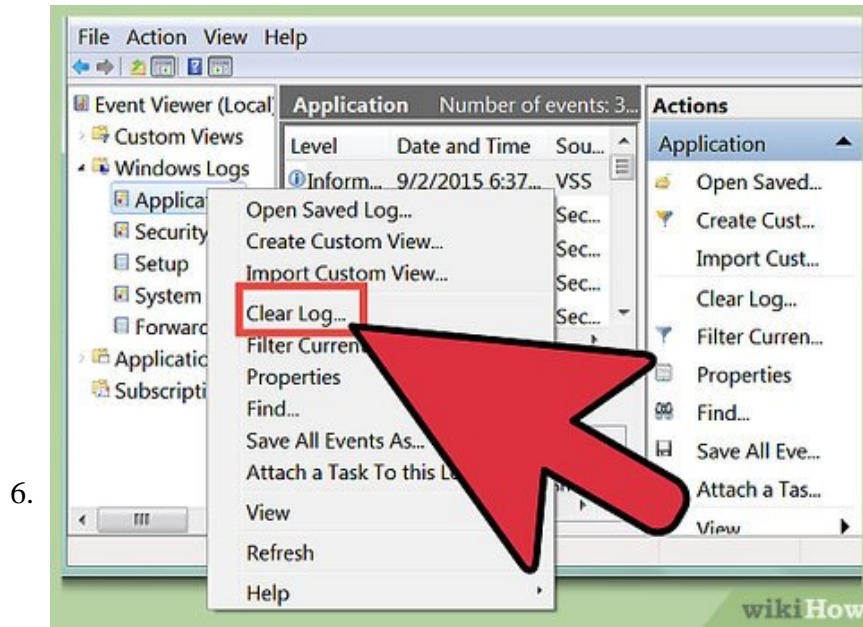 File Action View Help
Event Viewer (Local
Custom Views
Windows Logs
Applica
Security
Setup
System
Forward
Applicatio
Subscripti
Application Number of events: 3...
Level Date and Time Sou...
Inform... 9/2/2015 6:37... VSS
Sec...
Sec...
Sec...
Sec...
Open Saved Log...
Create Custom View...
Import Custom View...
Clear Log...
Filter Current
Properties
Find...
Save All Events As...
Attach a Task To this L
View
Refresh
Help
Actions
Application
Open Saved...
Create Cust...
Import Cust...
Clear Log...
Filter Curren...
Properties
Find...
Save All Eve...
Attach a Tas...
View
6.
wikiHow